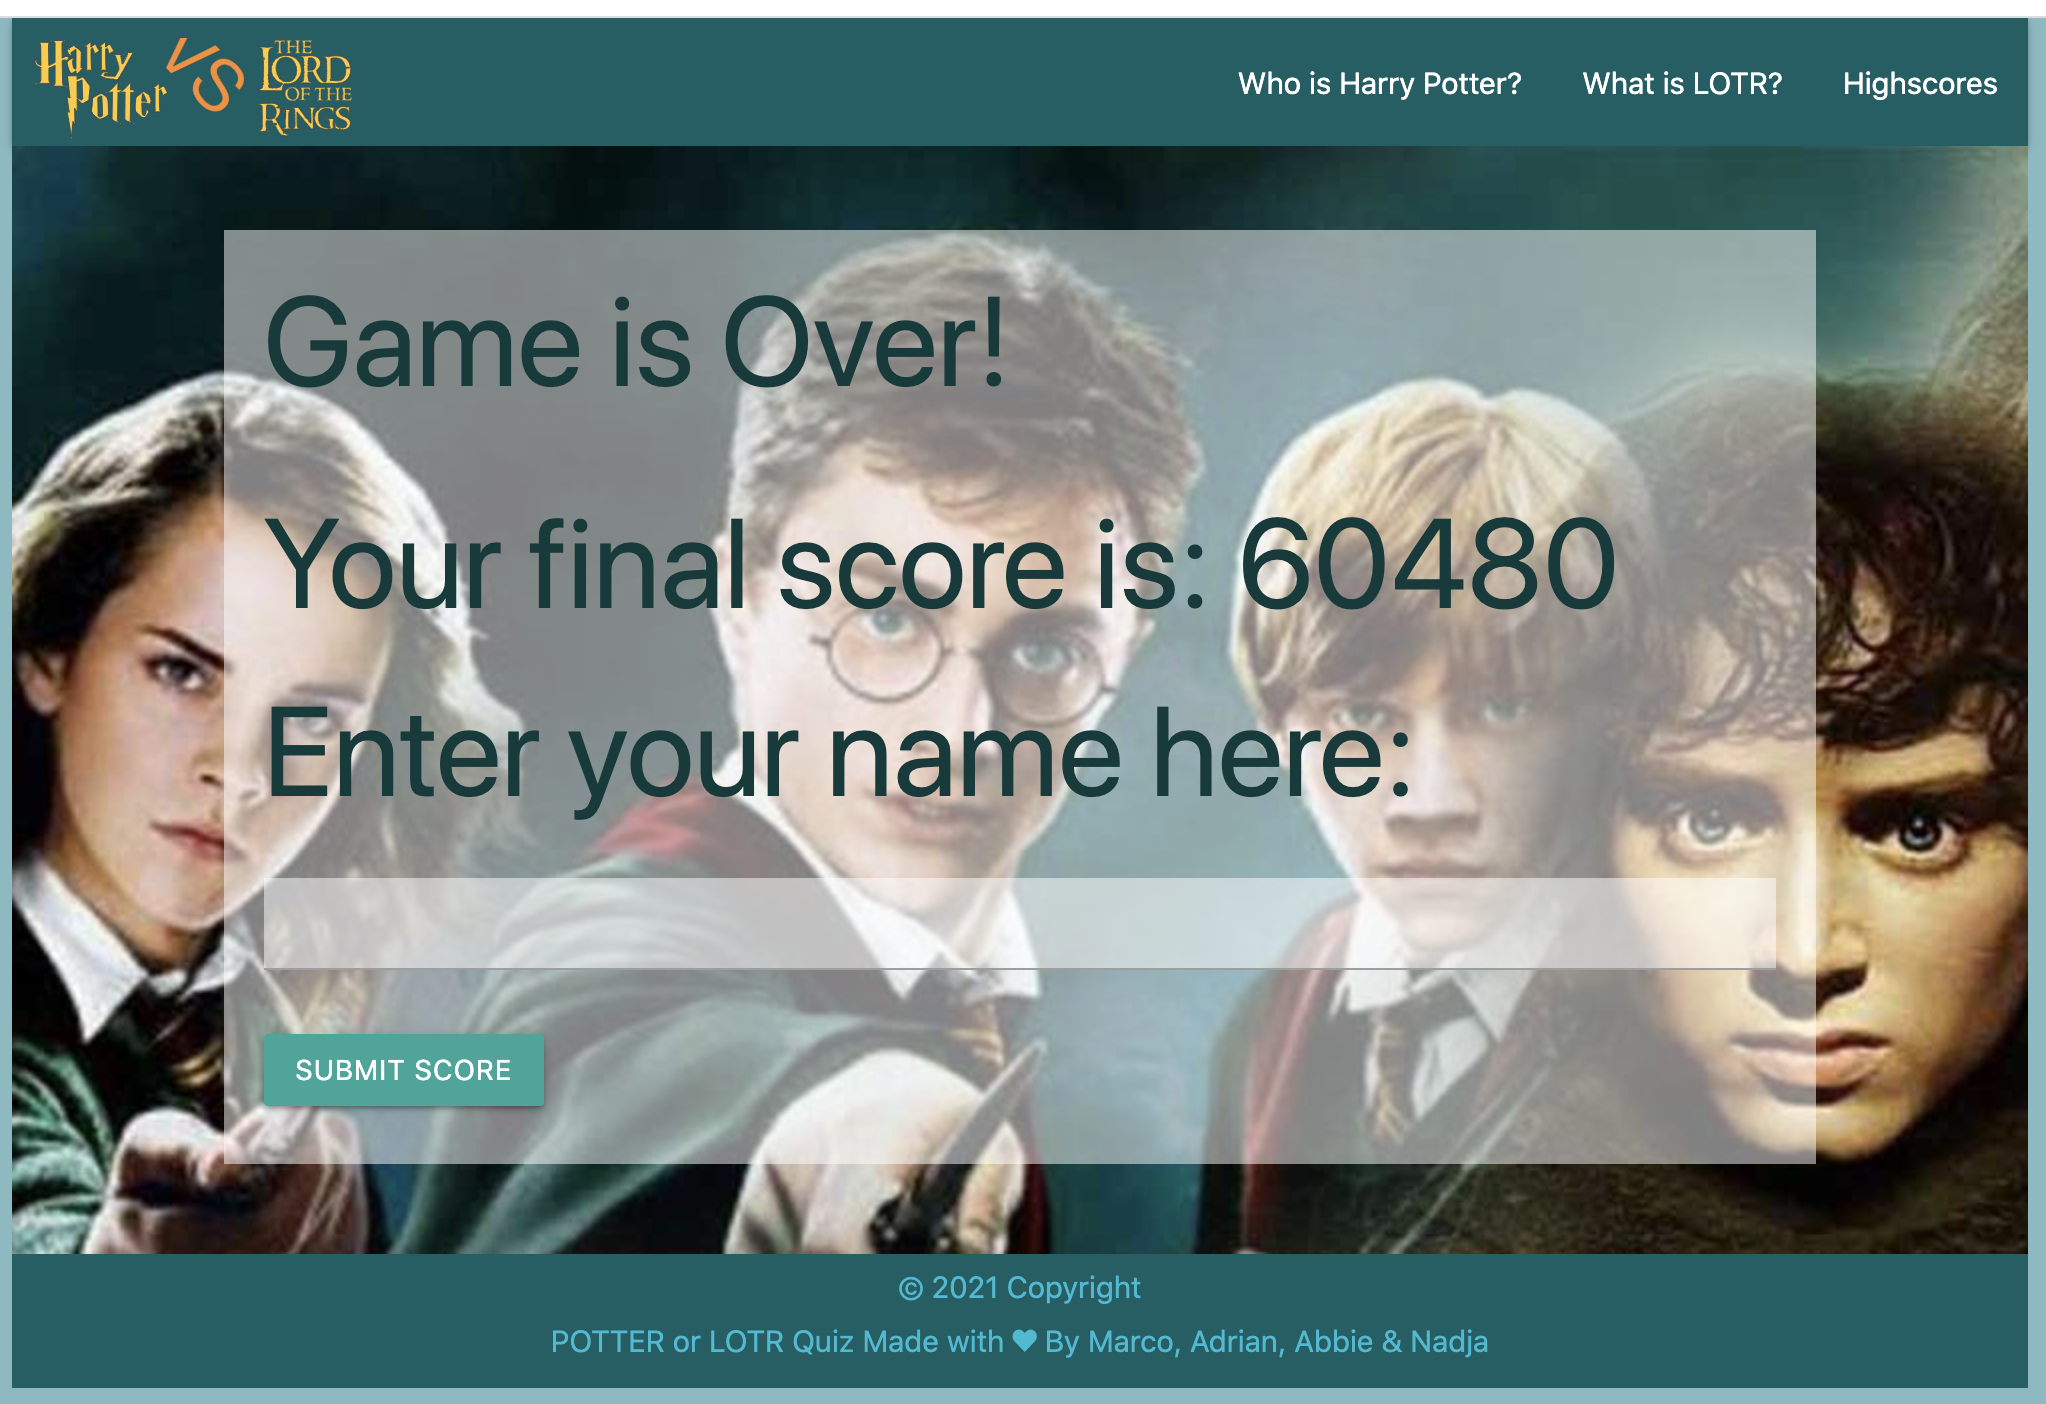 Harry Potter VS THE LORD OF THE RINGS
Who is Harry Potter? What is LOTR? Highscores
Game is Over!
Your final score is: 60480
Enter your name here:
SUBMIT SCORE
© 2021 Copyright
POTTER or LOTR Quiz Made with ♥ By Marco, Adrian, Abbie & Nadja